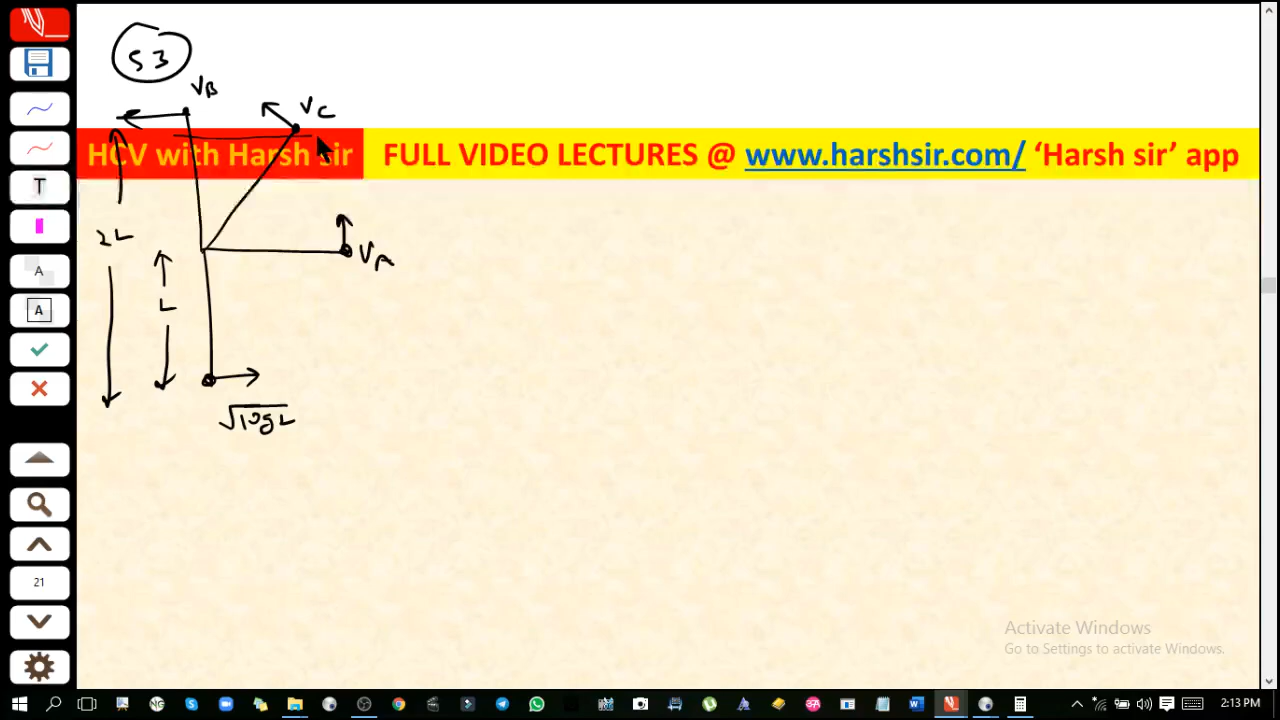 53
VB
VC
HCV with Harsh sir
FULL VIDEO LECTURES @ www.harshsir.com/ ‘Harsh sir’ app
2L
VA
L
√10gL
T
A
A
21
Activate Windows
Go to Settings to activate Windows.
2:13 PM